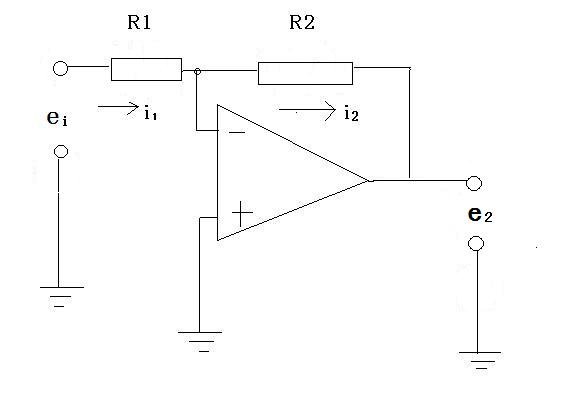 R1 R2
ei i1 i2
−
+
e2